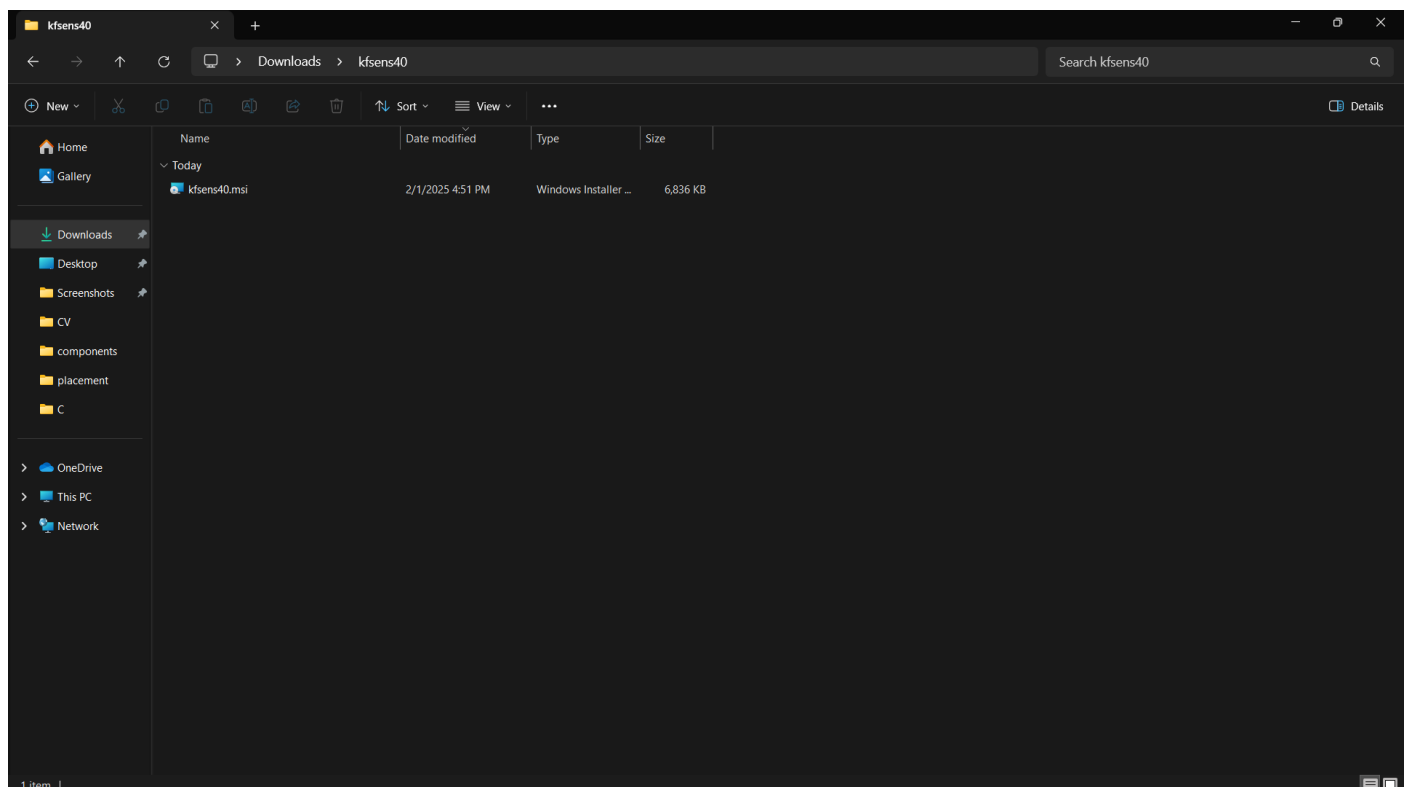 kfsens40
Downloads > kfsens40
Search kfsens40
New
Sort
View
Details
Name Date modified Type Size
Today
kfsens40.msi 2/1/2025 4:51 PM Windows Installer ... 6,836 KB
Home
Gallery
Downloads
Desktop
Screenshots
CV
components
placement
C
OneDrive
This PC
Network
1 item